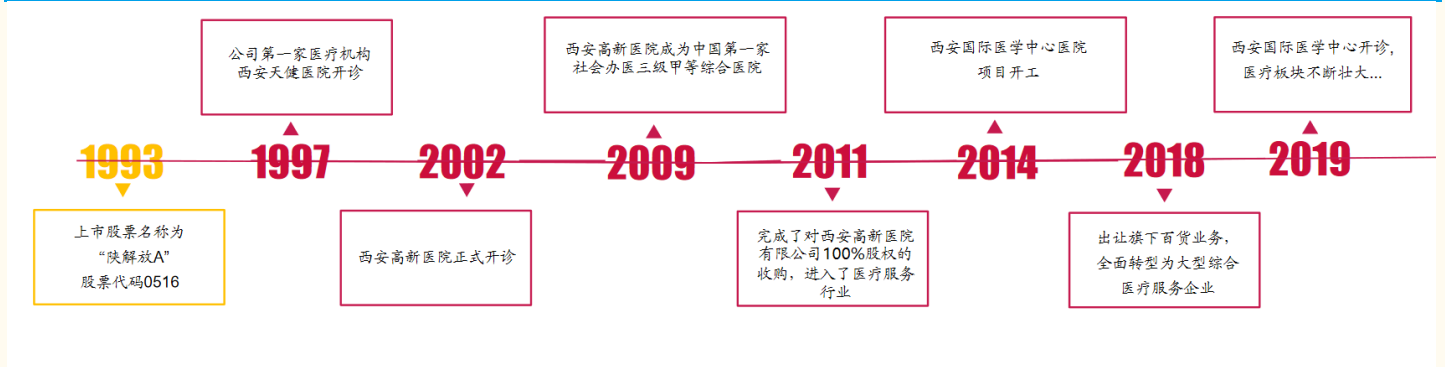 公司第一家医疗机构
西安天健医院开诊
西安高新医院成为中国第一家
社会办医三级甲等综合医院
西安国际医学中心医院
项目开工
西安国际医学中心开诊，
医疗板块不断壮大...
1993
1997
2002
2009
2011
2014
2018
2019
上市股票名称为
“陕解放A”
股票代码0516
西安高新医院正式开诊
完成了对西安高新医院
有限公司100%股权的
收购，进入了医疗服务
行业
出让旗下百货业务，
全面转型为大型综合
医疗服务企业